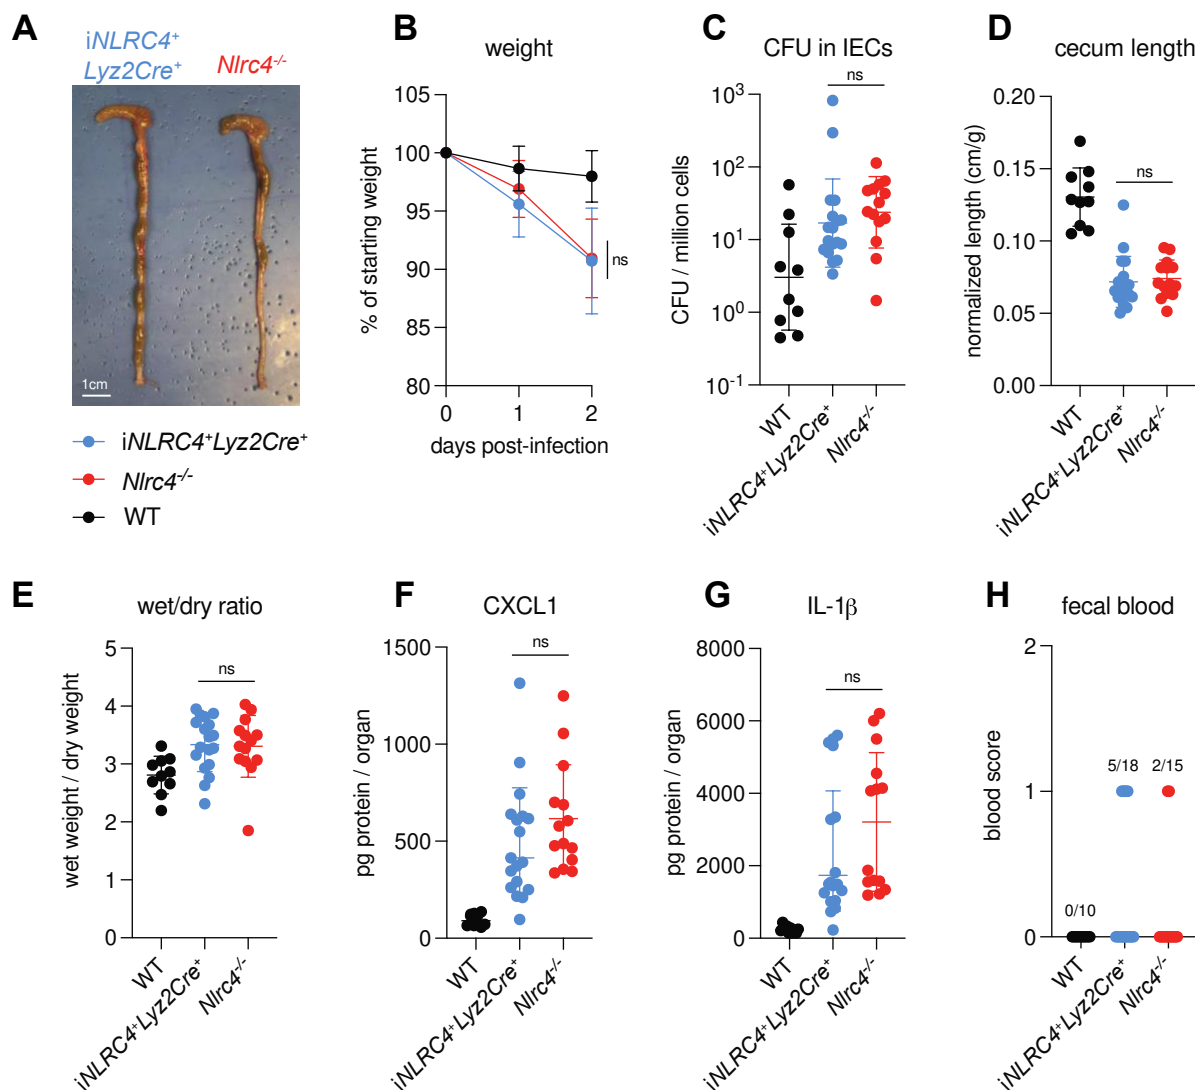 A
iNLRC4+
Lyz2Cre+
Nlrc4-/-
1cm
iNLRC4+Lyz2Cre+
Nlrc4-/-
WT
B
weight
% of starting weight
105
100
95
90
85
80
0 1 2
days post-infection
ns
C
CFU in IECs
ns
CFU / million cells
10³
10²
10¹
10⁰
10⁻¹
WT
iNLRC4+Lyz2Cre+
Nlrc4-/-
D
cecum length
ns
normalized length (cm/g)
0.20
0.15
0.10
0.05
0.00
WT
iNLRC4+Lyz2Cre+
Nlrc4-/-
E
wet/dry ratio
ns
wet weight / dry weight
5
4
3
2
1
0
WT
iNLRC4+Lyz2Cre+
Nlrc4-/-
F
CXCL1
ns
pg protein / organ
1500
1000
500
0
WT
iNLRC4+Lyz2Cre+
Nlrc4-/-
G
IL-1β
ns
pg protein / organ
8000
6000
4000
2000
0
WT
iNLRC4+Lyz2Cre+
Nlrc4-/-
H
fecal blood
blood score
2
1
0
0/10
5/18
2/15
WT
iNLRC4+Lyz2Cre+
Nlrc4-/-